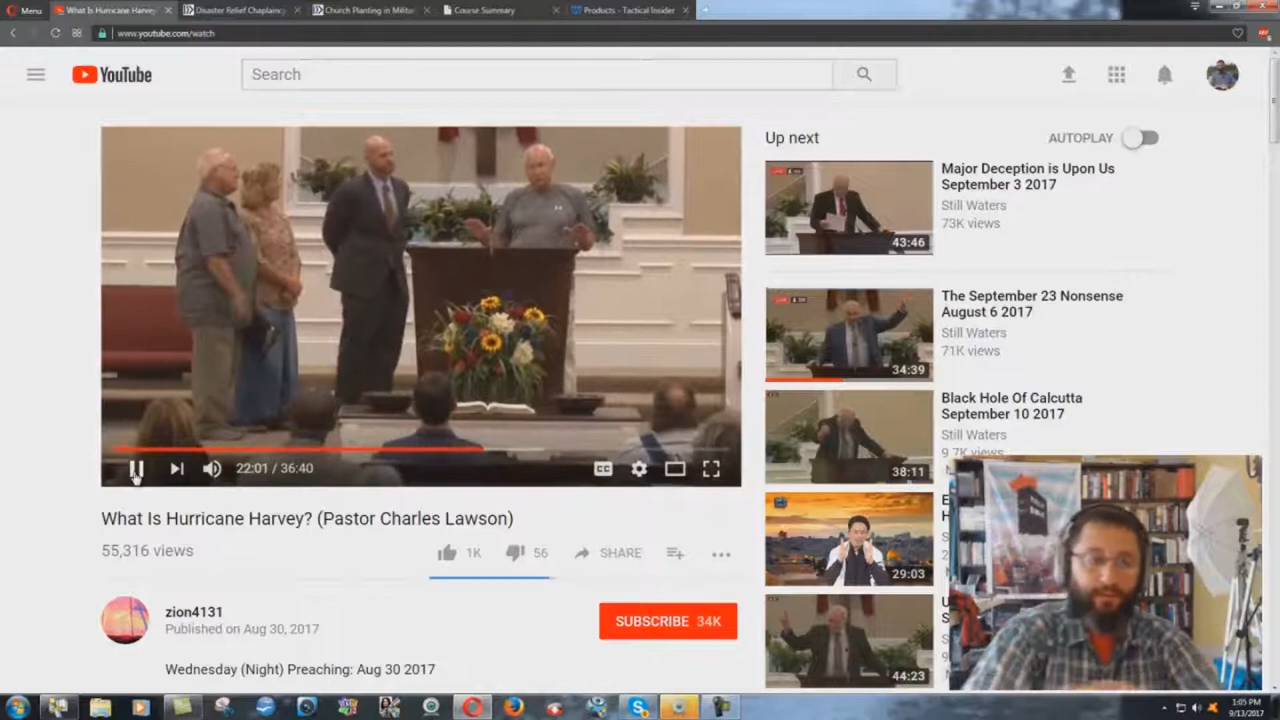 Menu
What Is Hurricane Harvey
Disaster Relief Chaplaincy
Church Planting in Milita
Course Summary
Products - Tactical Insider
www.youtube.com/watch
YouTube
Search
Up next
AUTOPLAY
Major Deception is Upon Us
September 3 2017
Still Waters
73K views
43:46
The September 23 Nonsense
August 6 2017
Still Waters
71K views
34:39
Black Hole Of Calcutta
September 10 2017
Still Waters
9.7K views
38:11
29:03
44:23
22:01 / 36:40
CC
What Is Hurricane Harvey? (Pastor Charles Lawson)
55,316 views
1K
56
SHARE
zion4131
Published on Aug 30, 2017
SUBSCRIBE 34K
Wednesday (Night) Preaching: Aug 30 2017
1:05 PM
9/13/2017